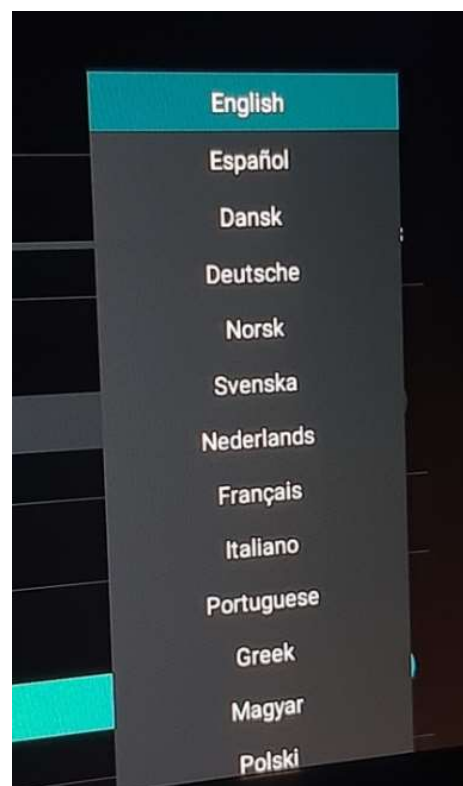 English
Español
Dansk
Deutsche
Norsk
Svenska
Nederlands
Français
Italiano
Portuguese
Greek
Magyar
Polski